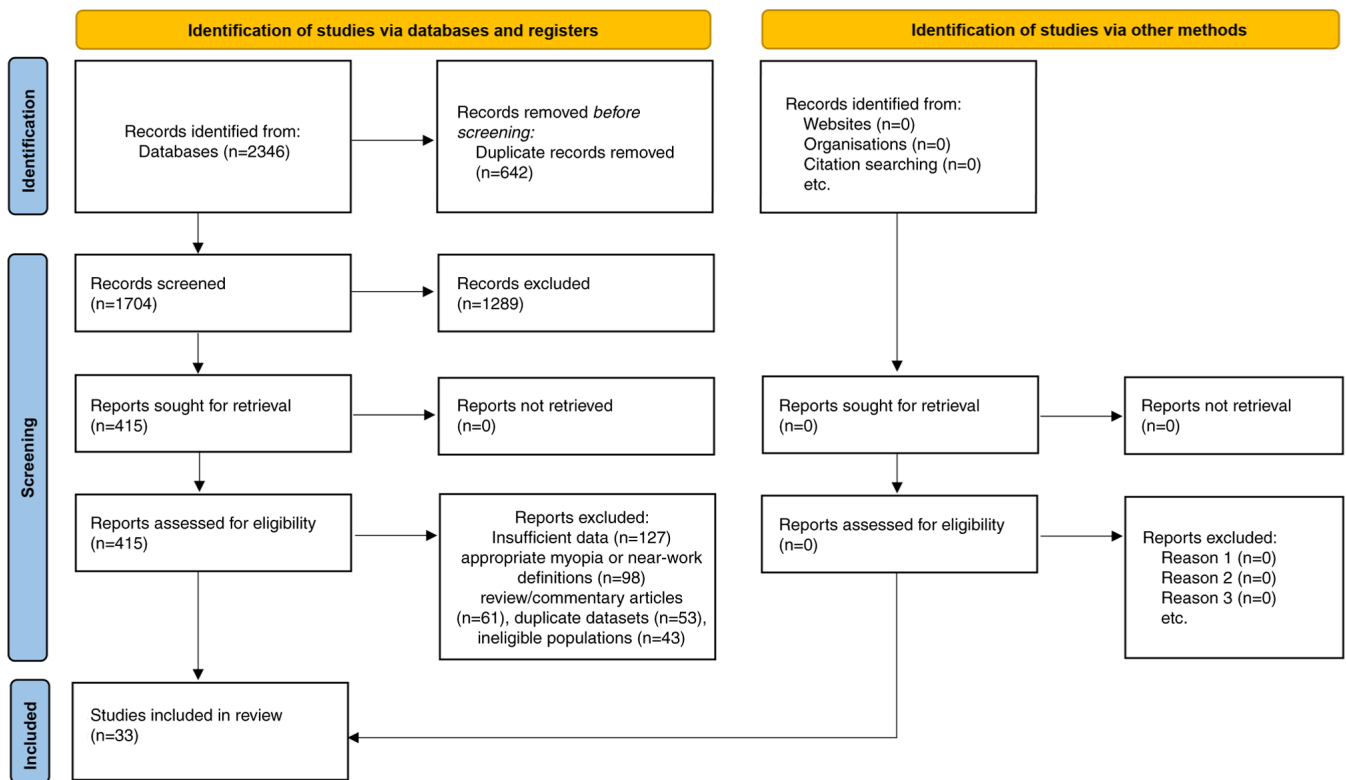 Identification of studies via databases and registers
Identification of studies via other methods
Identification
Records identified from:
Databases (n=2346)
Records removed before
screening:
Duplicate records removed
(n=642)
Records identified from:
Websites (n=0)
Organisations (n=0)
Citation searching (n=0)
etc.
Screening
Records screened
(n=1704)
Records excluded
(n=1289)
Reports sought for retrieval
(n=415)
Reports not retrieved
(n=0)
Reports sought for retrieval
(n=0)
Reports not retrieval
(n=0)
Reports assessed for eligibility
(n=415)
Reports excluded:
Insufficient data (n=127)
appropriate myopia or near-work
definitions (n=98)
review/commentary articles
(n=61), duplicate datasets (n=53),
ineligible populations (n=43)
Reports assessed for eligibility
(n=0)
Reports excluded:
Reason 1 (n=0)
Reason 2 (n=0)
Reason 3 (n=0)
etc.
Included
Studies included in review
(n=33)